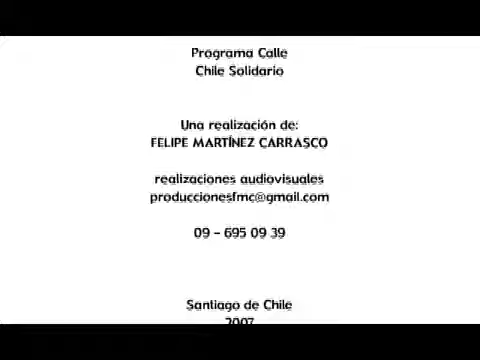 Programa Calle
Chile Solidario
Una realización de:
FELIPE MARTÍNEZ CARRASCO
realizaciones audiovisuales
produccionesfmc@gmail.com
09 - 695 09 39
Santiago de Chile
2007